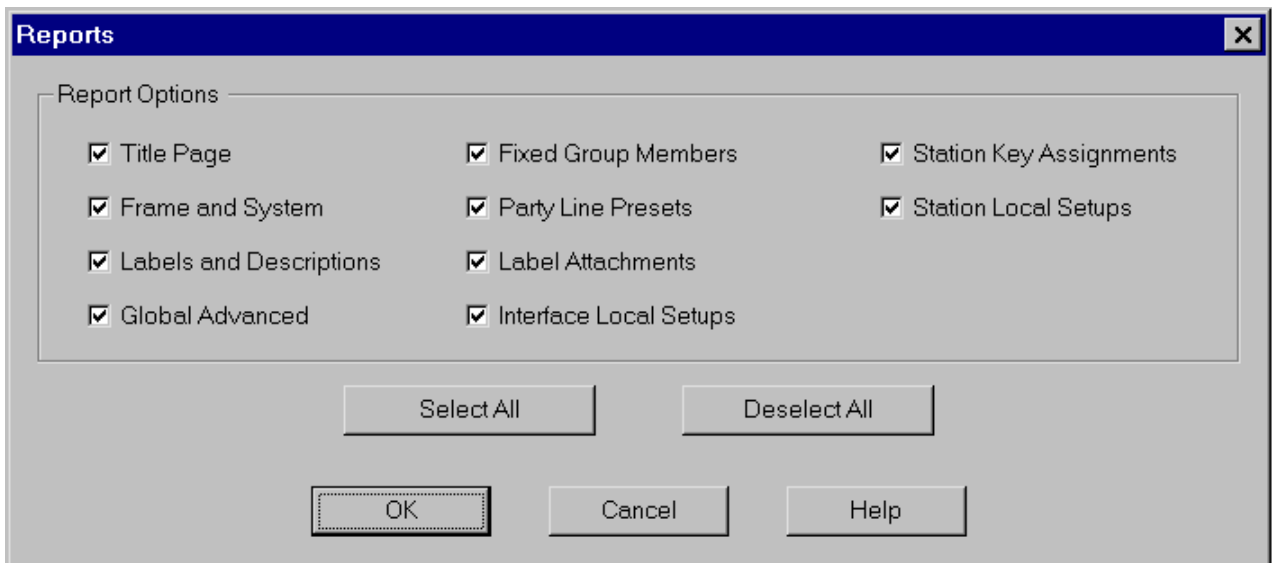 Reports
Report Options
Title Page
Fixed Group Members
Station Key Assignments
Frame and System
Party Line Presets
Station Local Setups
Labels and Descriptions
Label Attachments
Global Advanced
Interface Local Setups
Select All
Deselect All
OK
Cancel
Help